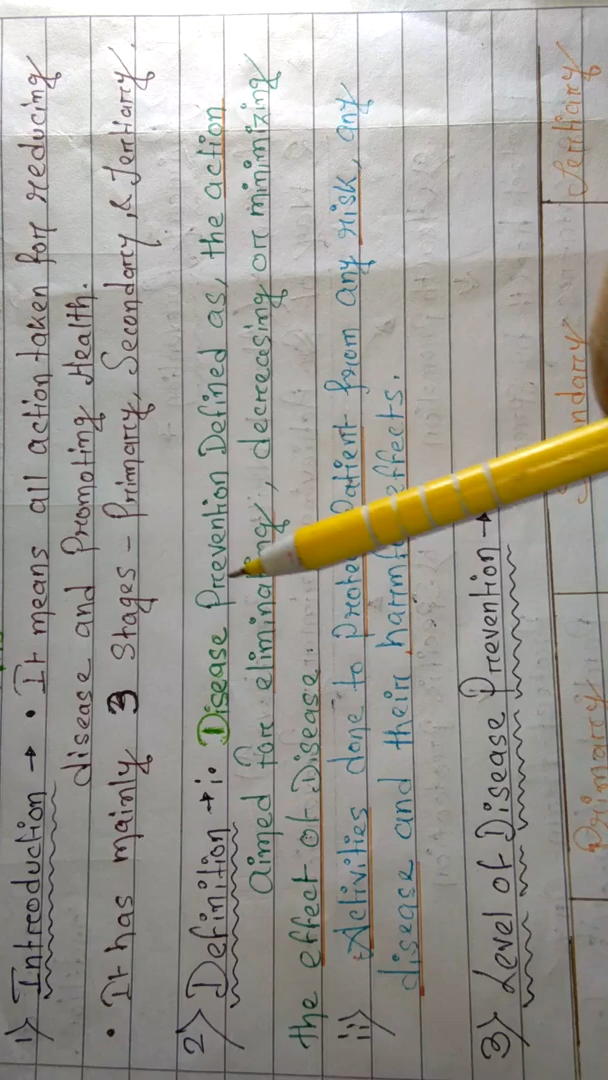 1) Introduction → • It means all action taken for reducing
disease and Promoting Health.
• It has mainly 3 Stages - Primary, Secondary, & Tertiary.
2) Definition → i. Disease Prevention Defined as, the action
aimed for eliminating, decreasing or minimizing
the effect of Disease.
ii) Activities done to Patient from any risk, any
disease and their effects.
3) Level of Disease Prevention →
Primary Tertiary